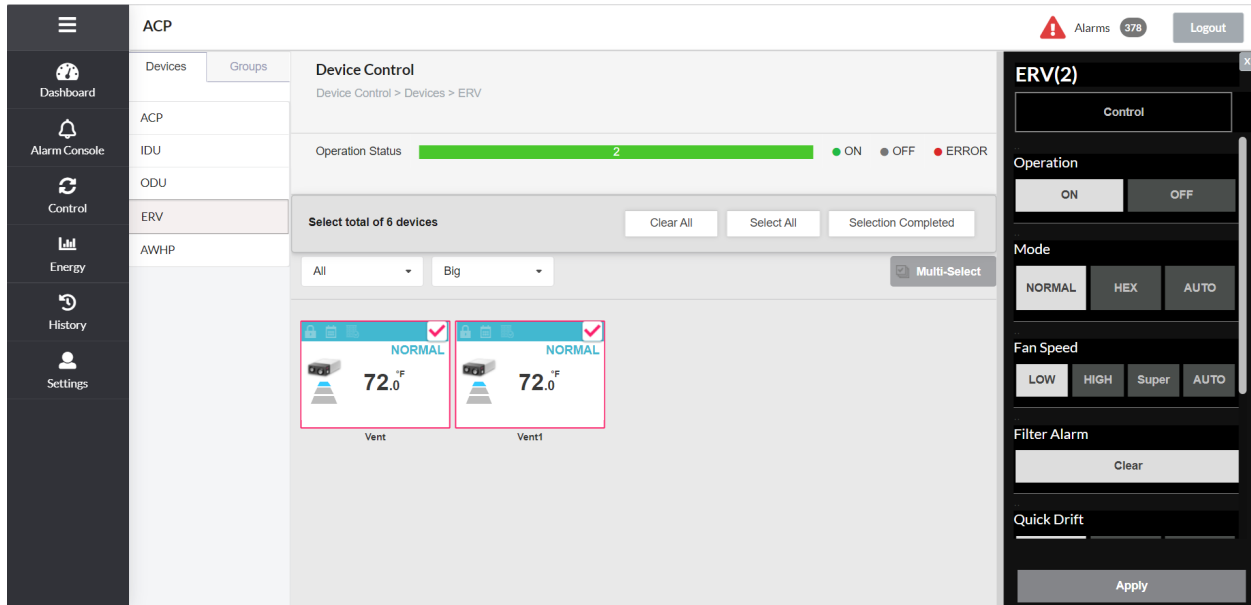 ACP
Alarms 378 Logout
Dashboard
Alarm Console
Control
Energy
History
Settings
Devices Groups
ACP
IDU
ODU
ERV
AWHP
Device Control
Device Control > Devices > ERV
Operation Status 2 ON OFF ERROR
Select total of 6 devices Clear All Select All Selection Completed
All Big Multi-Select
NORMAL
72.0°F
Vent
NORMAL
72.0°F
Vent1
X
ERV(2)
Control
..
Operation
ON OFF
..
Mode
NORMAL HEX AUTO
..
Fan Speed
LOW HIGH Super AUTO
..
Filter Alarm
Clear
..
Quick Drift
Apply